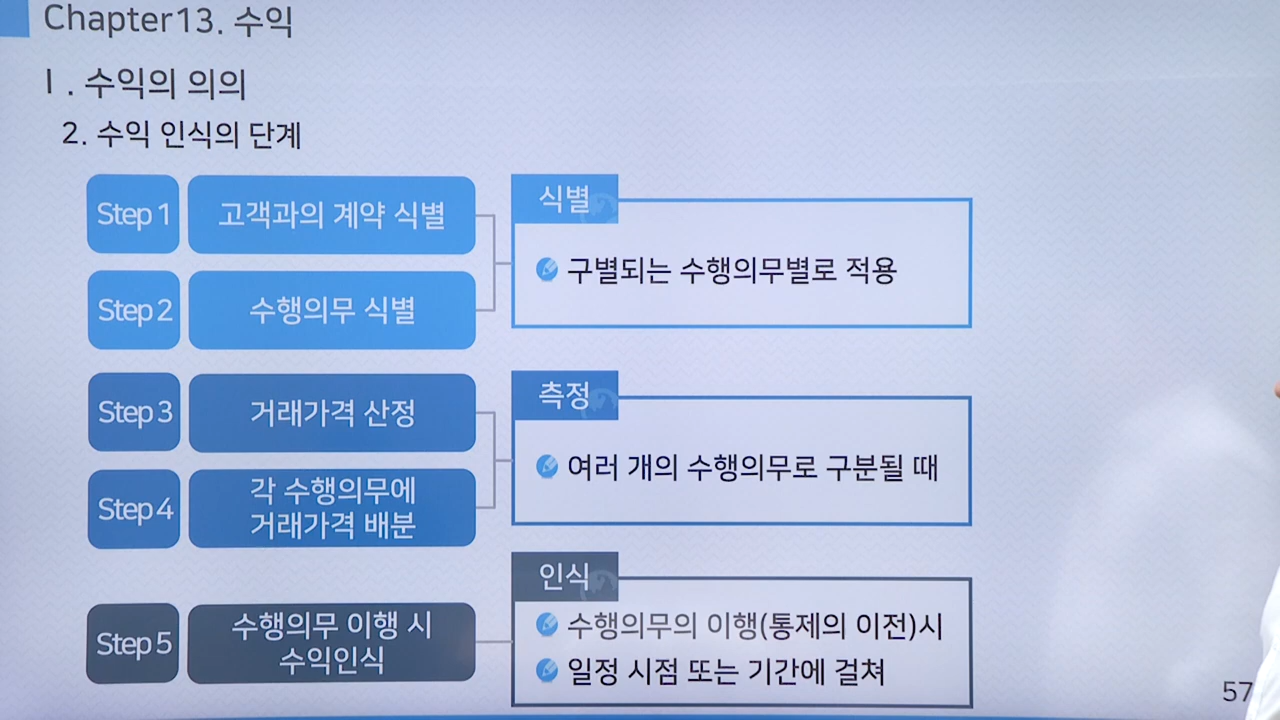 Chapter13. 수익
Ⅰ. 수익의 의의
2. 수익 인식의 단계
Step 1
고객과의 계약 식별
Step 2
수행의무 식별
식별
구별되는 수행의무별로 적용
Step 3
거래가격 산정
Step 4
각 수행의무에
거래가격 배분
측정
여러 개의 수행의무로 구분될 때
Step 5
수행의무 이행 시
수익인식
인식
수행의무의 이행(통제의 이전)시
일정 시점 또는 기간에 걸쳐
57